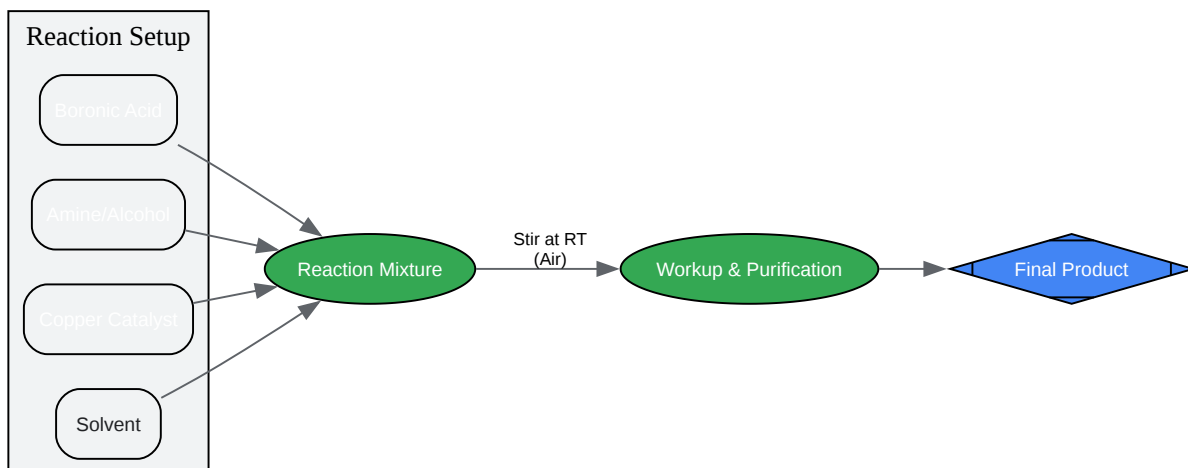 Reaction Setup
Boronic Acid
Amine/Alcohol
Copper Catalyst
Solvent
Reaction Mixture
Stir at RT
(Air)
Workup & Purification
Final Product